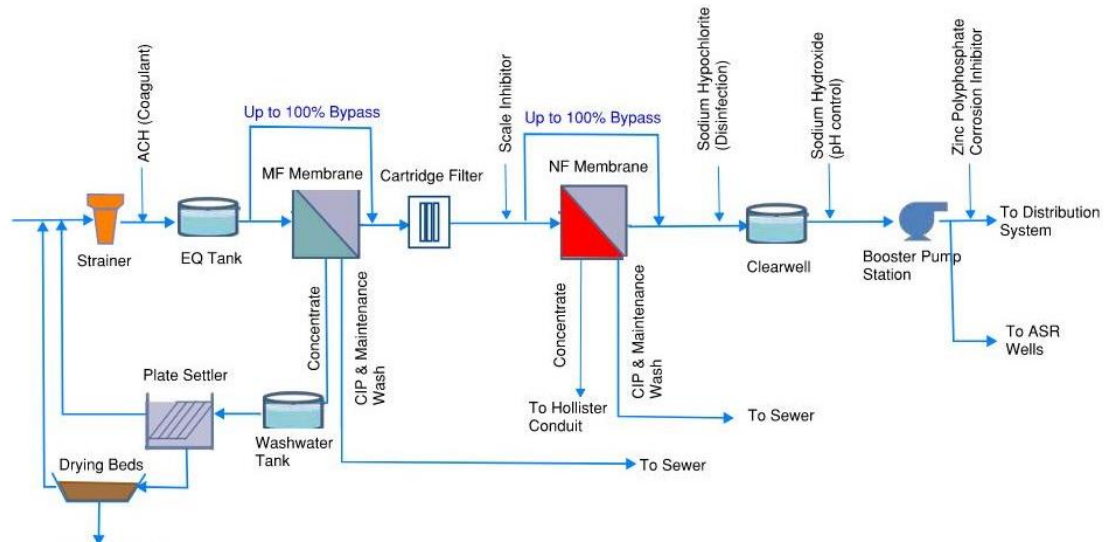 ACH (Coagulant)
Up to 100% Bypass
MF Membrane
Cartridge Filter
Scale Inhibitor
Up to 100% Bypass
NF Membrane
Sodium Hypochlorite
(Disinfection)
Sodium Hydroxide
(pH control)
Zinc Polyphosphate
Corrosion Inhibitor
Strainer
EQ Tank
Clearwell
Booster Pump
Station
To Distribution
System
To ASR
Wells
Concentrate
CIP & Maintenance
Wash
Concentrate
CIP & Maintenance
Wash
Plate Settler
Washwater
Tank
To Hollister
Conduit
To Sewer
To Sewer
Drying Beds